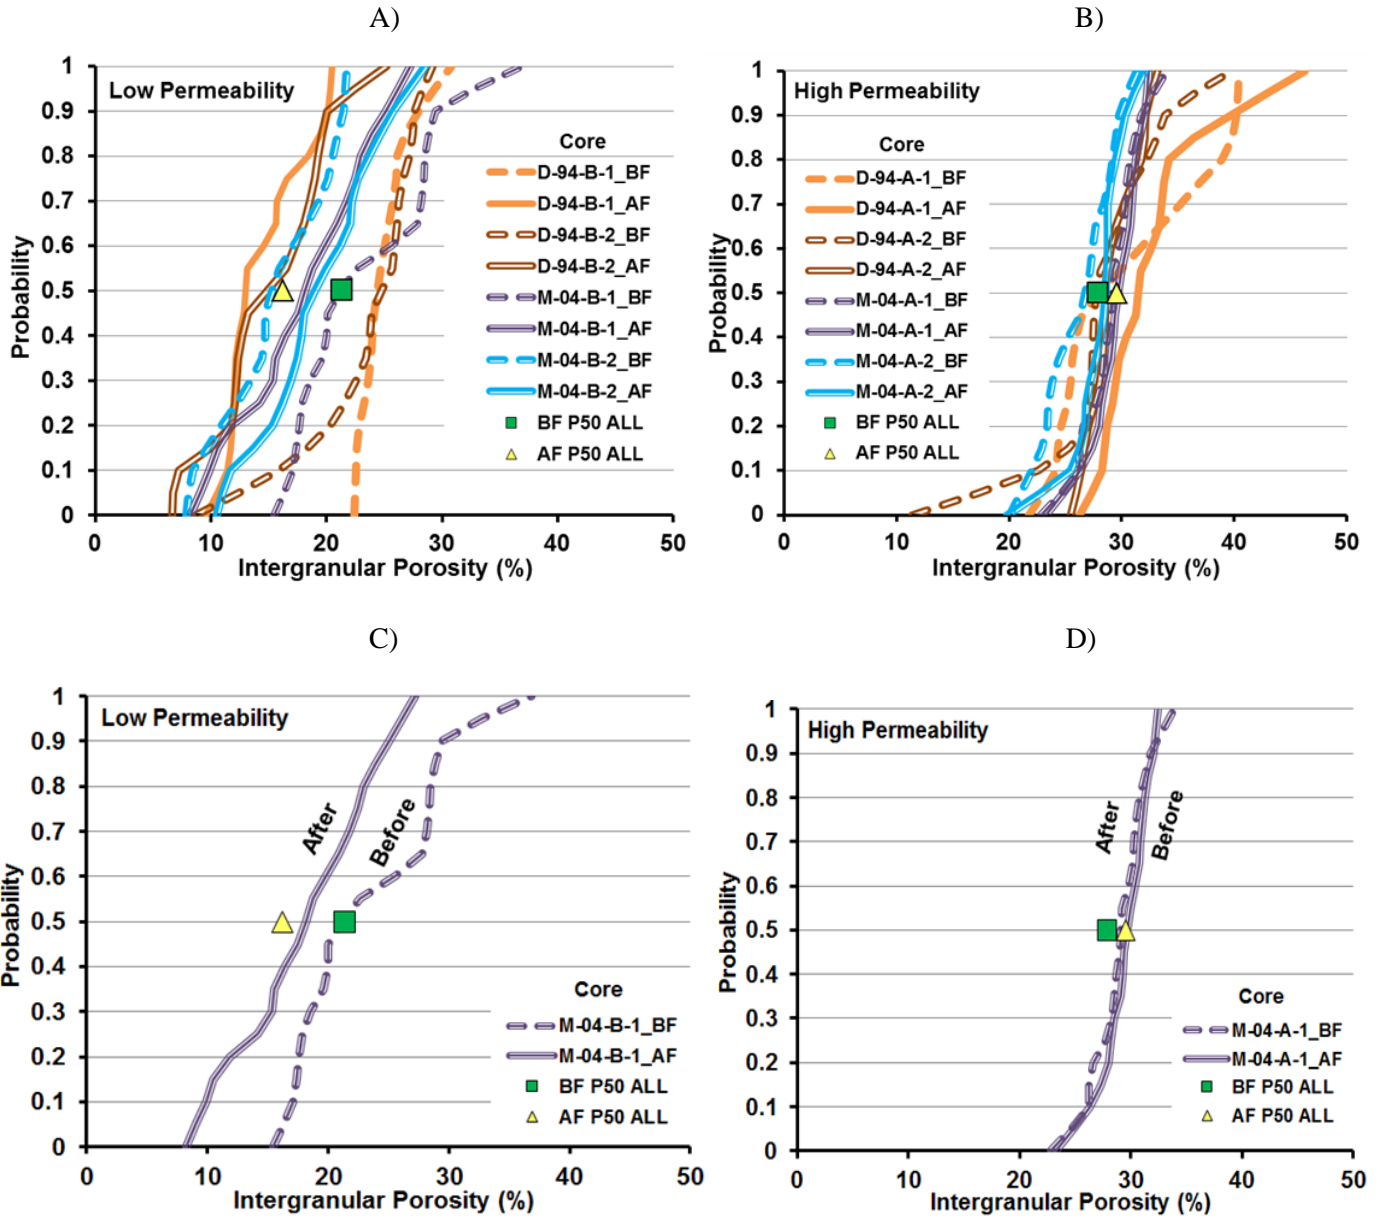 A)
Low Permeability
Core
D-94-B-1_BF
D-94-B-1_AF
D-94-B-2_BF
D-94-B-2_AF
M-04-B-1_BF
M-04-B-1_AF
M-04-B-2_BF
M-04-B-2_AF
BF P50 ALL
AF P50 ALL
Probability
1
0.9
0.8
0.7
0.6
0.5
0.4
0.3
0.2
0.1
0
0 10 20 30 40 50
Intergranular Porosity (%)
B)
High Permeability
Core
D-94-A-1_BF
D-94-A-1_AF
D-94-A-2_BF
D-94-A-2_AF
M-04-A-1_BF
M-04-A-1_AF
M-04-A-2_BF
M-04-A-2_AF
BF P50 ALL
AF P50 ALL
Probability
1
0.9
0.8
0.7
0.6
0.5
0.4
0.3
0.2
0.1
0
0 10 20 30 40 50
Intergranular Porosity (%)
C)
Low Permeability
After
Before
Core
M-04-B-1_BF
M-04-B-1_AF
BF P50 ALL
AF P50 ALL
Probability
1
0.9
0.8
0.7
0.6
0.5
0.4
0.3
0.2
0.1
0
0 10 20 30 40 50
Intergranular Porosity (%)
D)
High Permeability
After
Before
Core
M-04-A-1_BF
M-04-A-1_AF
BF P50 ALL
AF P50 ALL
Probability
1
0.9
0.8
0.7
0.6
0.5
0.4
0.3
0.2
0.1
0
0 10 20 30 40 50
Intergranular Porosity (%)